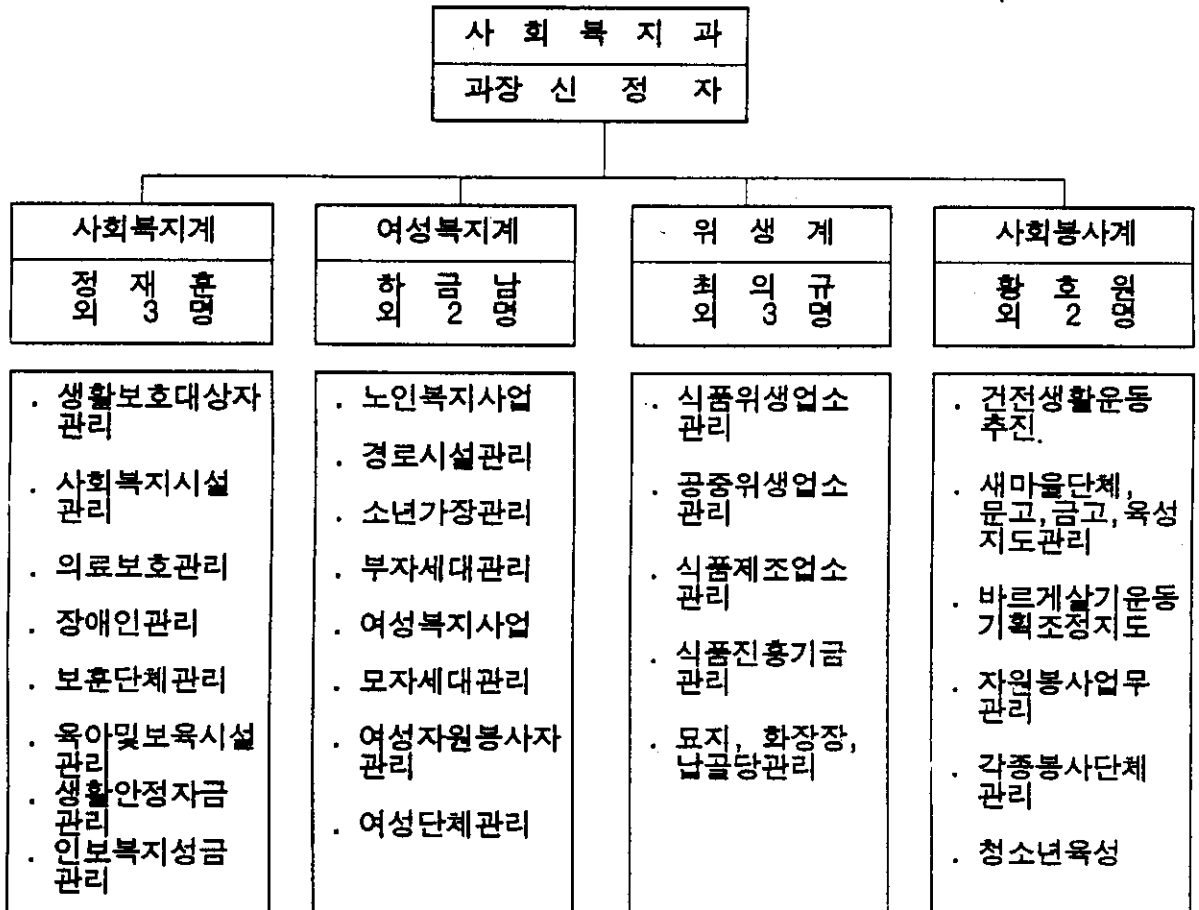 사 회 복 지 과
과장 신 정 자
사회복지계
정 재 훈
외 3 명
여성복지계
하 금 남
외 2 명
위 생 계
최 의 규
외 3 명
사회봉사계
황 호 원
외 2 명
. 생활보호대상자
관리
. 사회복지시설
관리
. 의료보호관리
. 장애인관리
. 보훈단체관리
. 육아및보육시설
관리
. 생활안정자금
관리
. 인보복지성금
관리
. 노인복지사업
. 경로시설관리
. 소년가장관리
. 부자세대관리
. 여성복지사업
. 모자세대관리
. 여성자원봉사자
관리
. 여성단체관리
. 식품위생업소
관리
. 공중위생업소
관리
. 식품제조업소
관리
. 식품진흥기금
관리
. 묘지, 화장장,
납골당관리
. 건전생활운동
추진.
. 새마을단체,
문고,금고,육성
지도관리
. 바르게살기운동
기획조정지도
. 자원봉사업무
관리
. 각종봉사단체
관리
. 청소년육성